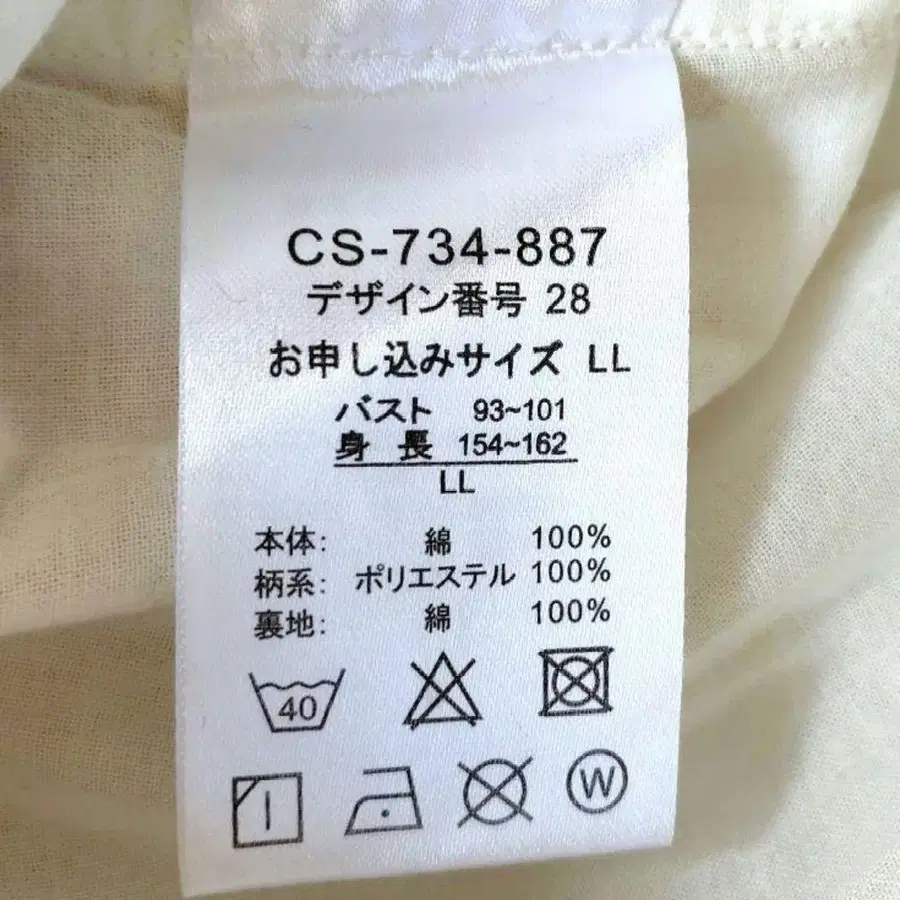 CS-734-887
デザイン番号 28
お申し込みサイズ LL
バスト 93~101
身長 154~162
LL
本体: 綿 100%
柄系: ポリエステル 100%
裏地: 綿 100%
40
W